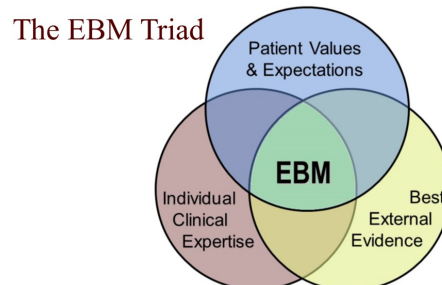 The EBM Triad
Patient Values
& Expectations
EBM
Individual
Clinical
Expertise
Best
External
Evidence